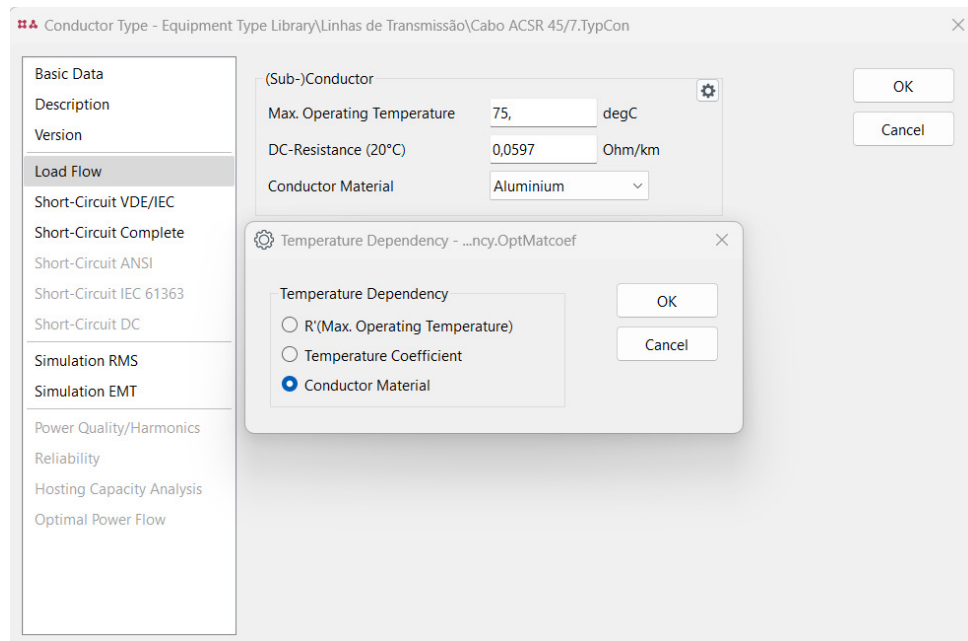 Conductor Type - Equipment Type Library\Linhas de Transmissão\Cabo ACSR 45/7.TypCon
Basic Data
Description
Version
Load Flow
Short-Circuit VDE/IEC
Short-Circuit Complete
Short-Circuit ANSI
Short-Circuit IEC 61363
Short-Circuit DC
Simulation RMS
Simulation EMT
Power Quality/Harmonics
Reliability
Hosting Capacity Analysis
Optimal Power Flow
(Sub-)Conductor
Max. Operating Temperature 75, degC
DC-Resistance (20°C) 0,0597 Ohm/km
Conductor Material Aluminium
OK
Cancel
Temperature Dependency - ...ncy.OptMatcoef
Temperature Dependency
R'(Max. Operating Temperature)
Temperature Coefficient
Conductor Material
OK
Cancel